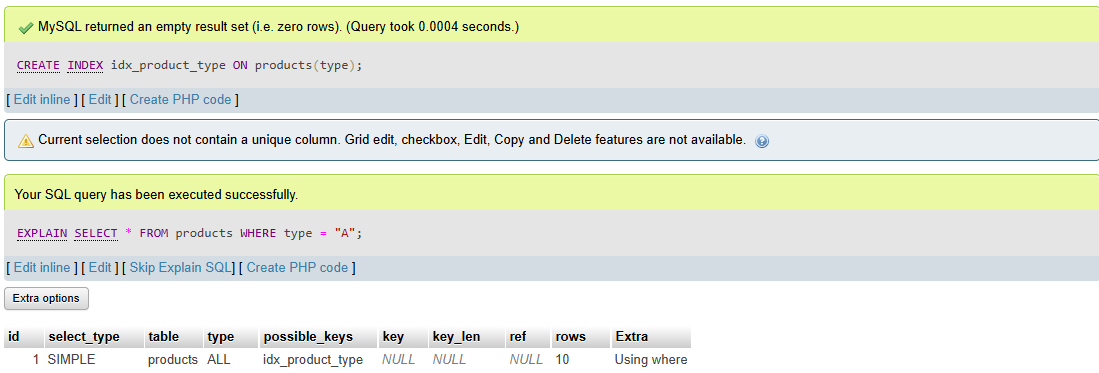 MySQL returned an empty result set (i.e. zero rows). (Query took 0.0004 seconds.)
CREATE INDEX idx_product_type ON products(type);
[ Edit inline ] [ Edit ] [ Create PHP code ]
Current selection does not contain a unique column. Grid edit, checkbox, Edit, Copy and Delete features are not available.
Your SQL query has been executed successfully.
EXPLAIN SELECT * FROM products WHERE type = "A";
[ Edit inline ] [ Edit ] [ Skip Explain SQL] [ Create PHP code ]
Extra options
id select_type table type possible_keys key key_len ref rows Extra
1 SIMPLE products ALL idx_product_type NULL NULL NULL 10 Using where